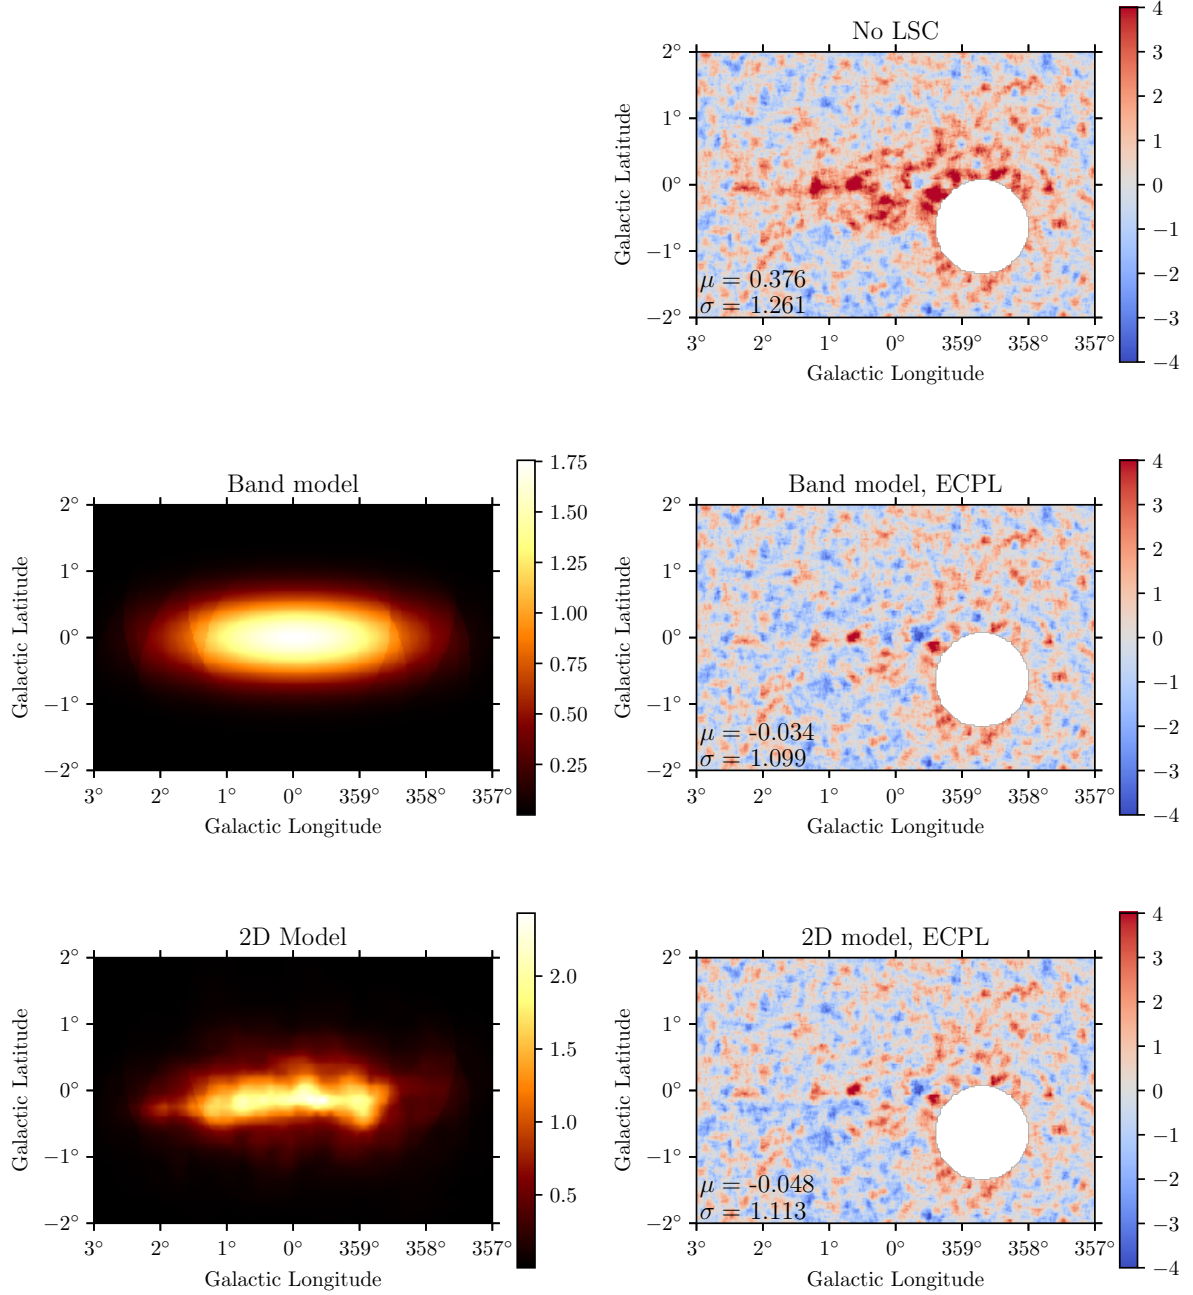 No LSC
4
3
2
1
0
−1
−2
−3
−4
2°
1°
0°
−1°
−2°
Galactic Latitude
μ = 0.376
σ = 1.261
3° 2° 1° 0° 359° 358° 357°
Galactic Longitude
Band model
2°
1°
0°
−1°
−2°
Galactic Latitude
3° 2° 1° 0° 359° 358° 357°
Galactic Longitude
1.75
1.50
1.25
1.00
0.75
0.50
0.25
Band model, ECPL
2°
1°
0°
−1°
−2°
Galactic Latitude
μ = -0.034
σ = 1.099
3° 2° 1° 0° 359° 358° 357°
Galactic Longitude
4
3
2
1
0
−1
−2
−3
−4
2D Model
2°
1°
0°
−1°
−2°
Galactic Latitude
3° 2° 1° 0° 359° 358° 357°
Galactic Longitude
2.0
1.5
1.0
0.5
2D model, ECPL
2°
1°
0°
−1°
−2°
Galactic Latitude
μ = -0.048
σ = 1.113
3° 2° 1° 0° 359° 358° 357°
Galactic Longitude
4
3
2
1
0
−1
−2
−3
−4